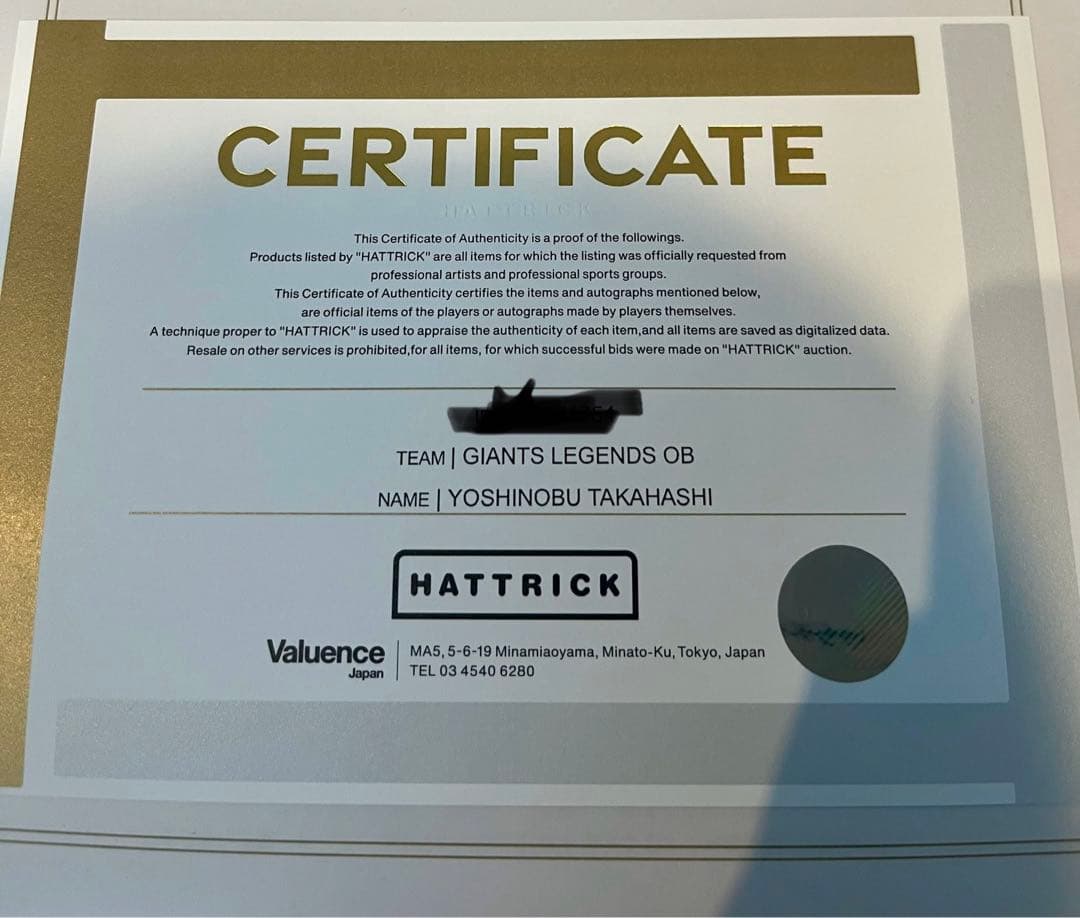 CERTIFICATE
HATTRICK
This Certificate of Authenticity is a proof of the followings.
Products listed by "HATTRICK" are all items for which the listing was officially requested from
professional artists and professional sports groups.
This Certificate of Authenticity certifies the items and autographs mentioned below,
are official items of the players or autographs made by players themselves.
A technique proper to "HATTRICK" is used to appraise the authenticity of each item,and all items are saved as digitalized data.
Resale on other services is prohibited,for all items, for which successful bids were made on "HATTRICK" auction.
TEAM | GIANTS LEGENDS OB
NAME | YOSHINOBU TAKAHASHI
HATTRICK
Valuence
Japan
MA5, 5-6-19 Minamiaoyama, Minato-Ku, Tokyo, Japan
TEL 03 4540 6280